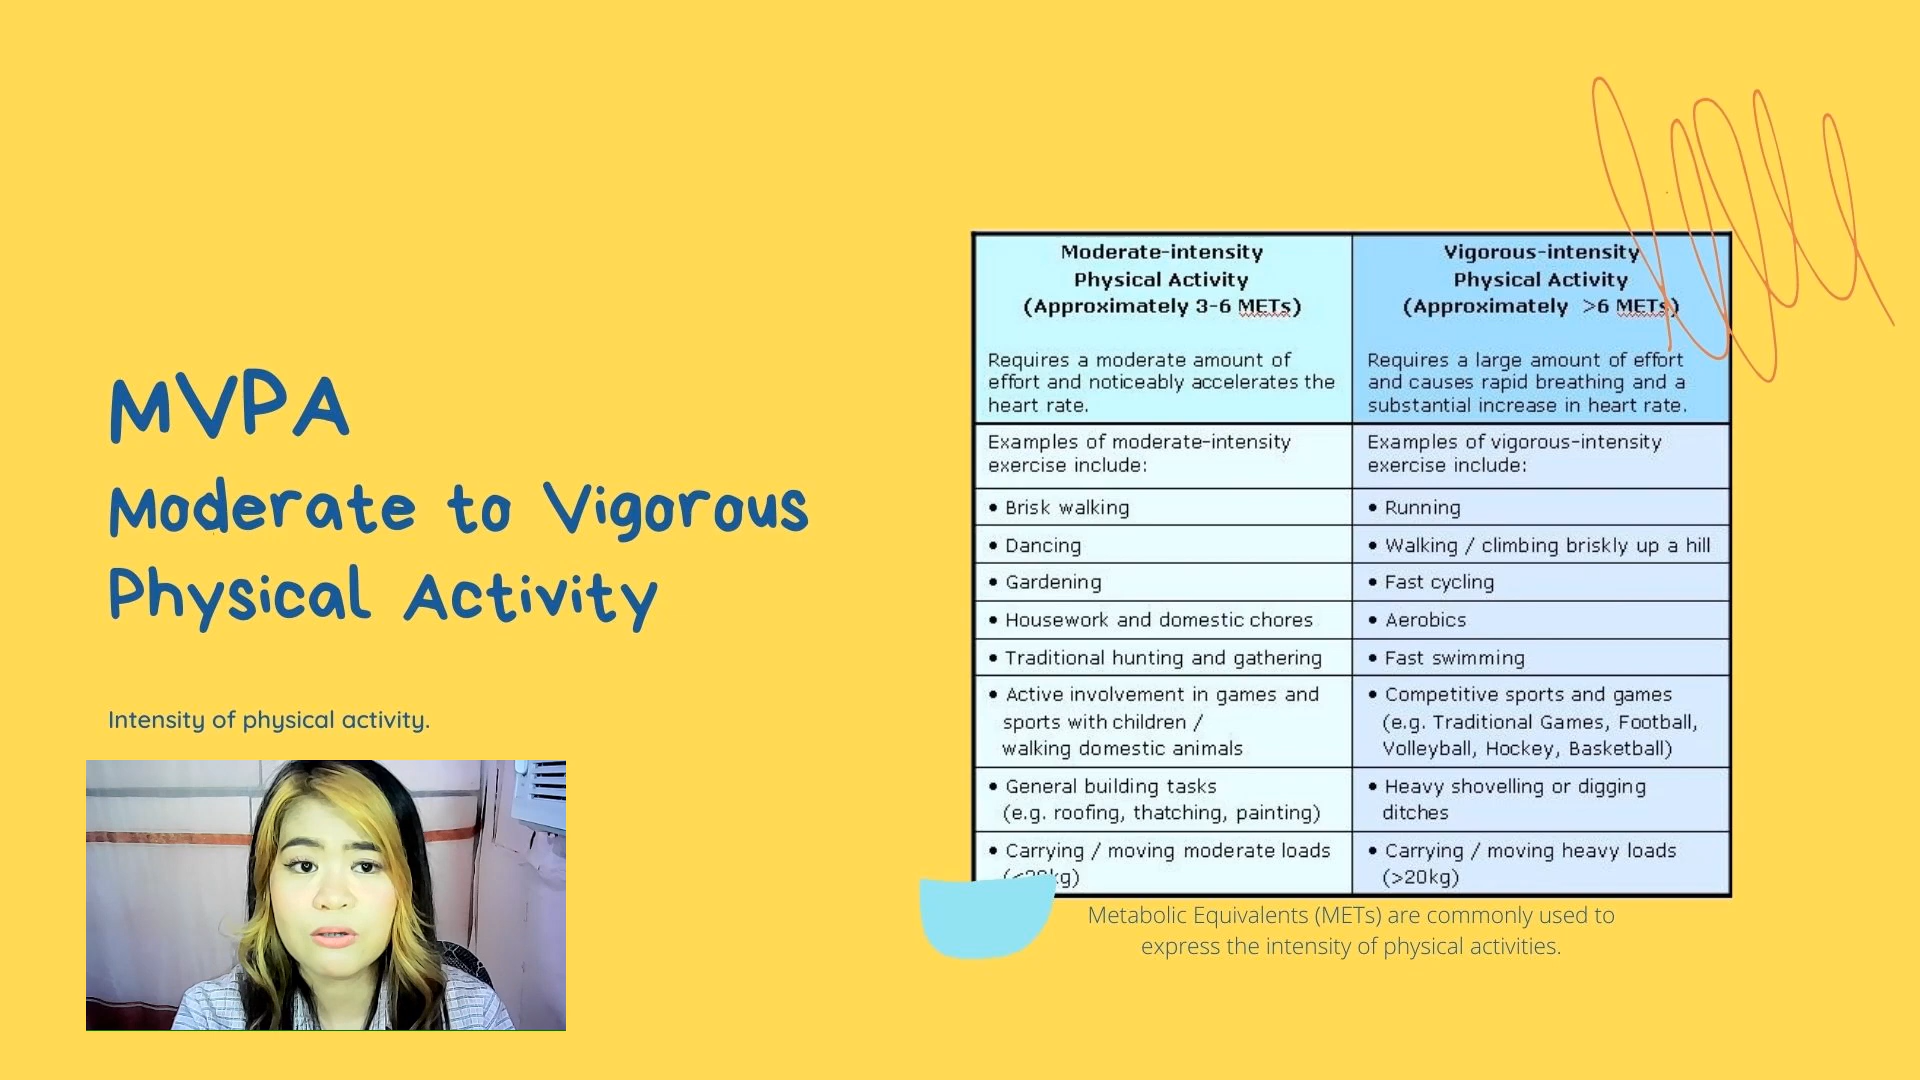 MVPA
Moderate to Vigorous
Physical Activity
Intensity of physical activity.
Moderate-intensity
Physical Activity
(Approximately 3-6 METs)
Requires a moderate amount of
effort and noticeably accelerates the
heart rate.
Vigorous-intensity
Physical Activity
(Approximately >6 METs)
Requires a large amount of effort
and causes rapid breathing and a
substantial increase in heart rate.
Examples of moderate-intensity
exercise include:
Examples of vigorous-intensity
exercise include:
• Brisk walking
• Running
• Dancing
• Walking / climbing briskly up a hill
• Gardening
• Fast cycling
• Housework and domestic chores
• Aerobics
• Traditional hunting and gathering
• Fast swimming
• Active involvement in games and
sports with children /
walking domestic animals
• Competitive sports and games
(e.g. Traditional Games, Football,
Volleyball, Hockey, Basketball)
• General building tasks
(e.g. roofing, thatching, painting)
• Heavy shovelling or digging
ditches
• Carrying / moving moderate loads
• Carrying / moving heavy loads
(>20kg)
Metabolic Equivalents (METs) are commonly used to
express the intensity of physical activities.